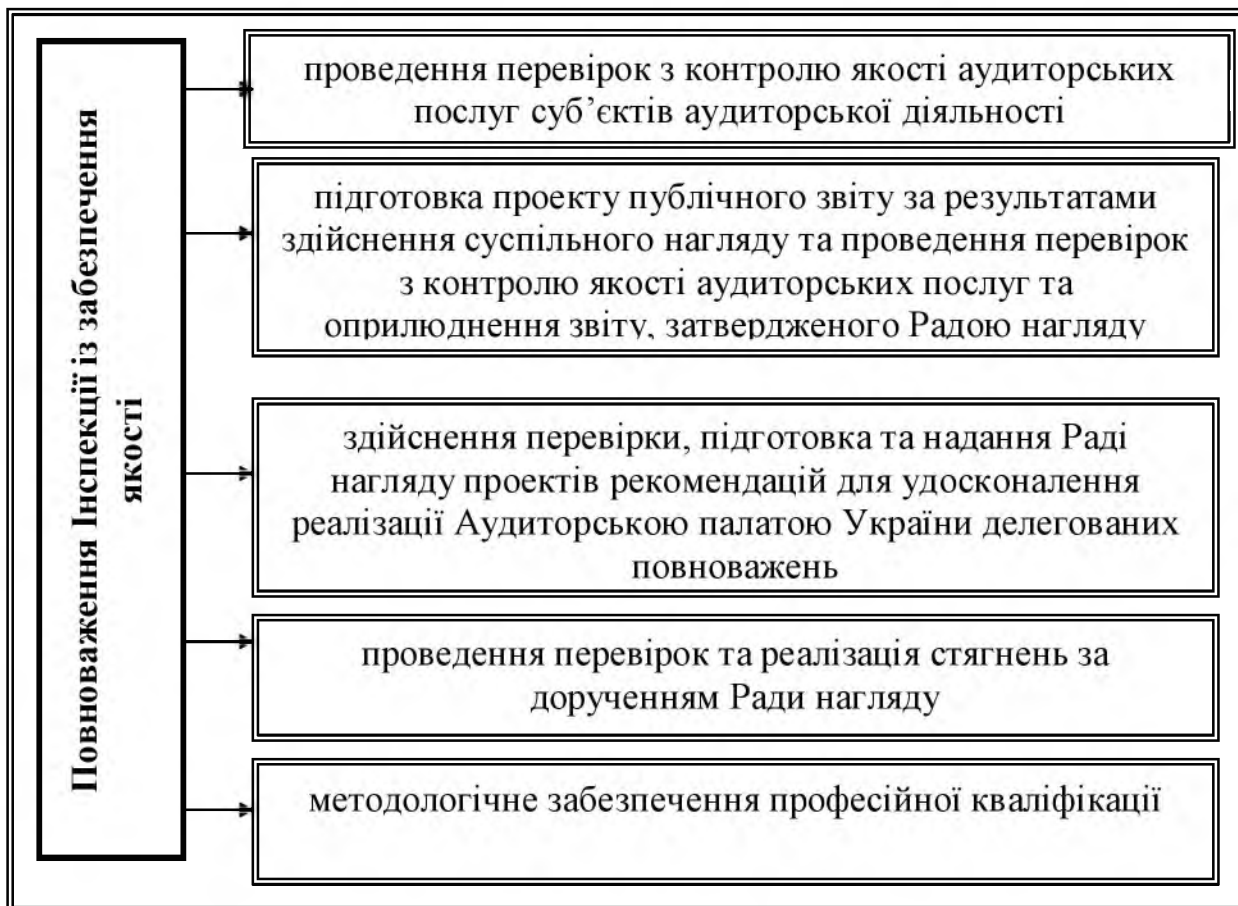 Повноваження Інспекції із забезпечення
якості
проведення перевірок з контролю якості аудиторських
послуг суб’єктів аудиторської діяльності
підготовка проекту публічного звіту за результатами
здійснення суспільного нагляду та проведення перевірок
з контролю якості аудиторських послуг та
оприлюднення звіту, затвердженого Радою нагляду
здійснення перевірки, підготовка та надання Раді
нагляду проектів рекомендацій для удосконалення
реалізації Аудиторською палатою України делегованих
повноважень
проведення перевірок та реалізація стягнень за
дорученням Ради нагляду
методологічне забезпечення професійної кваліфікації